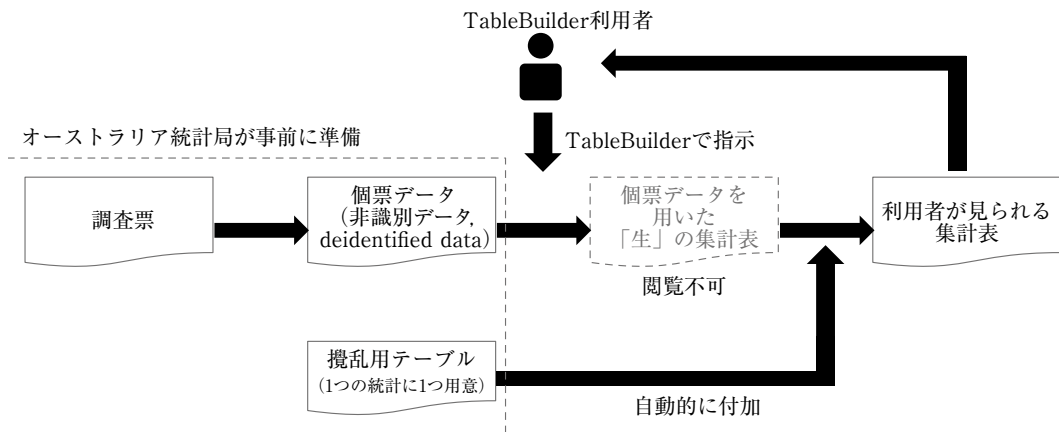 TableBuilder利用者
オーストラリア統計局が事前に準備
TableBuilderで指示
調査票
個票データ
(非識別データ,
deidentified data)
個票データを
用いた
「生」の集計表
閲覧不可
利用者が見られる
集計表
攪乱用テーブル
(1つの統計に1つ用意)
自動的に付加